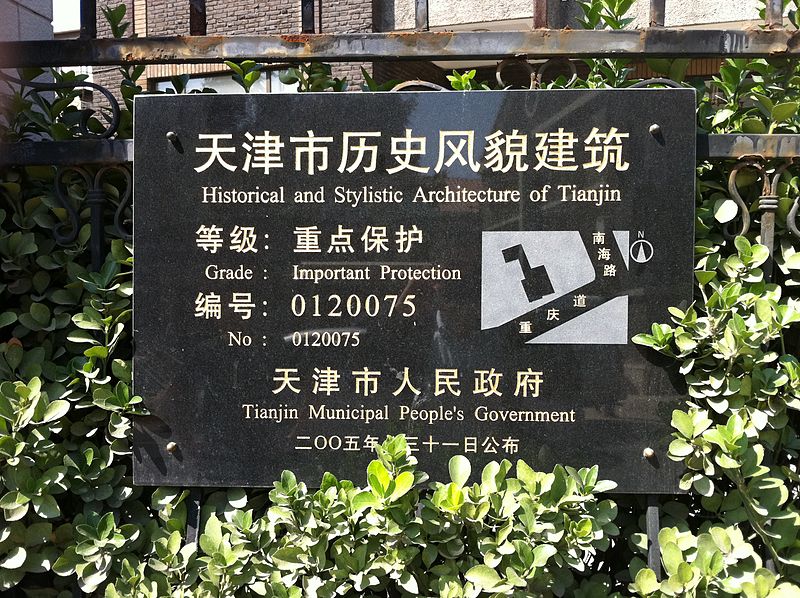 天津市历史风貌建筑
Historical and Stylistic Architecture of Tianjin
等级：重点保护
Grade : Important Protection
编号：0120075
No : 0120075
南海路
N
重庆道
天津市人民政府
Tianjin Municipal People's Government
二〇〇五年 三十一日公布